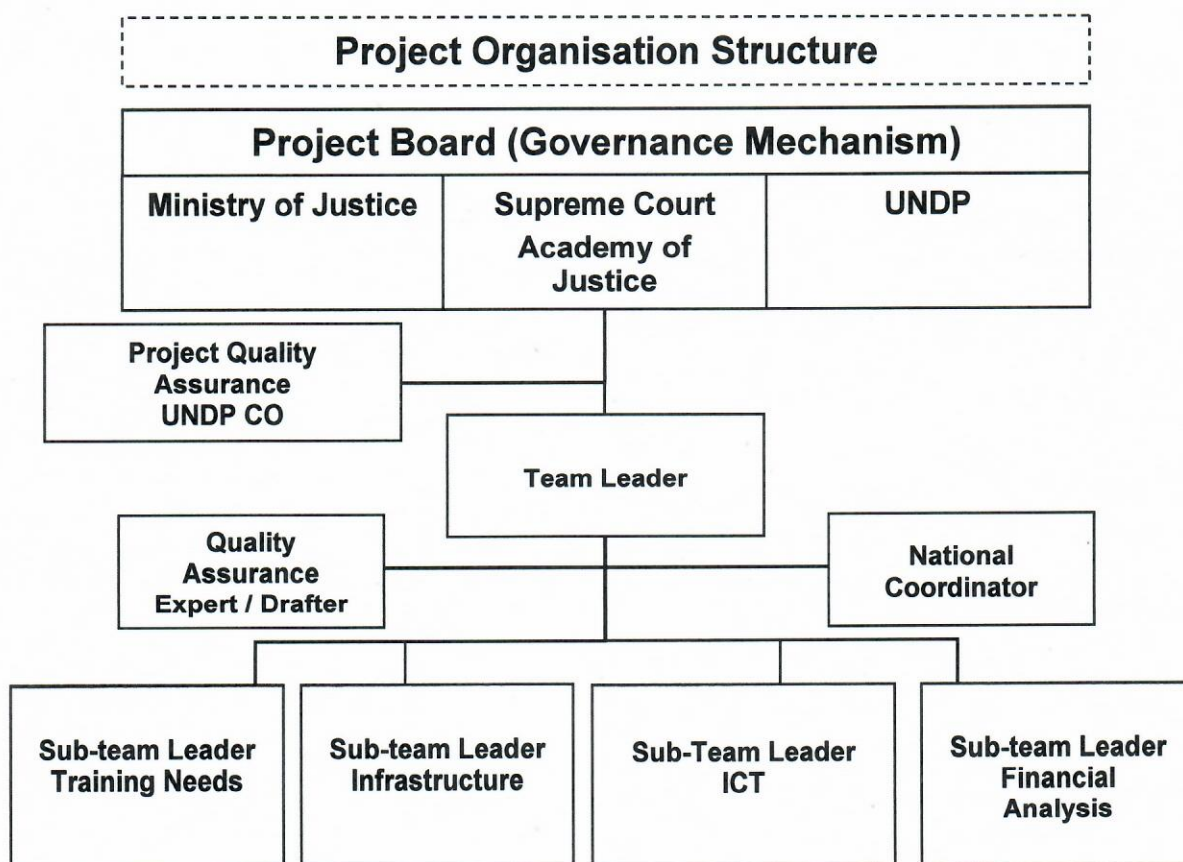 Project Organisation Structure
Project Board (Governance Mechanism)
Ministry of Justice
Supreme Court
Academy of
Justice
UNDP
Project Quality
Assurance
UNDP CO
Team Leader
Quality
Assurance
Expert / Drafter
National
Coordinator
Sub-team Leader
Training Needs
Sub-team Leader
Infrastructure
Sub-Team Leader
ICT
Sub-team Leader
Financial
Analysis